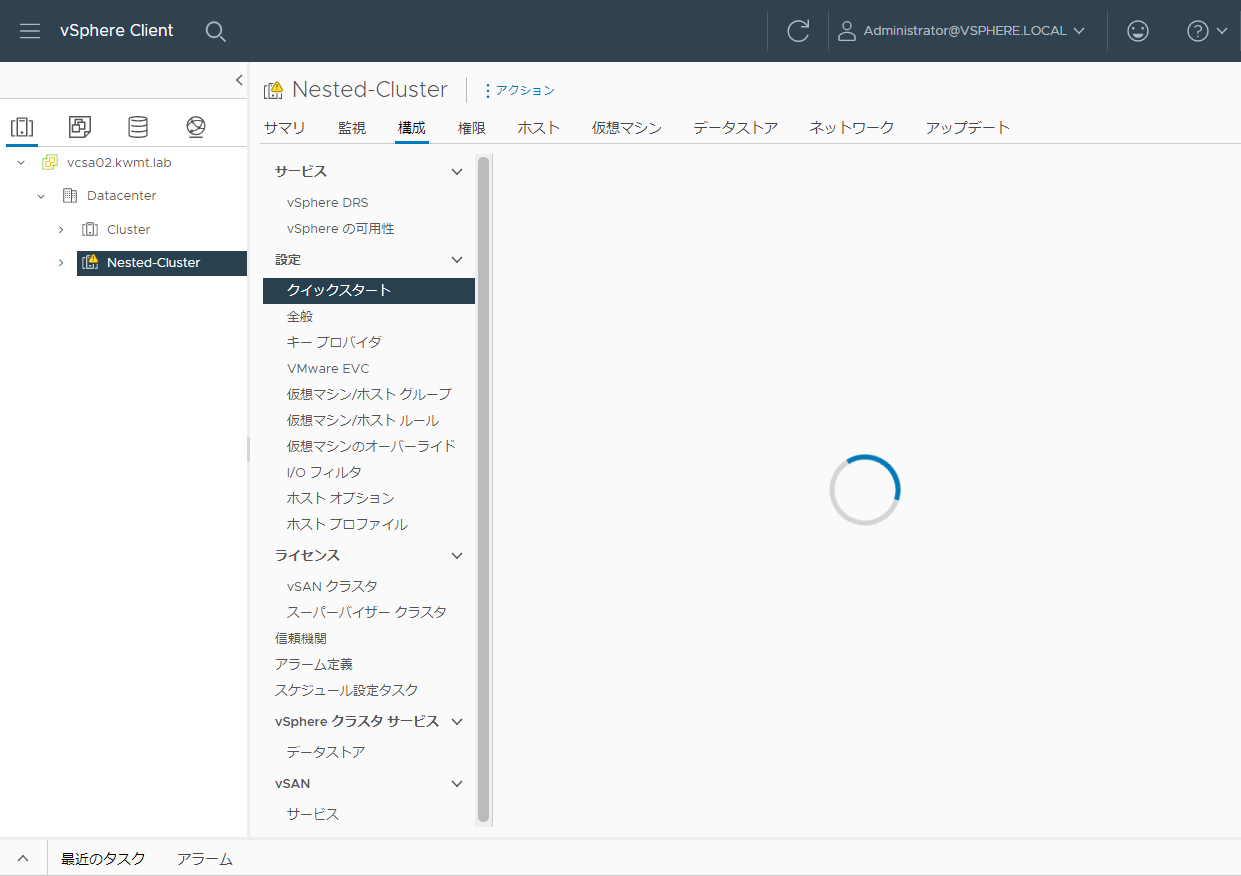 vSphere Client
Administrator@VSPHERE.LOCAL
Nested-Cluster
アクション
サマリ 監視 構成 権限 ホスト 仮想マシン データストア ネットワーク アップデート
vcsa02.kwmt.lab
Datacenter
Cluster
Nested-Cluster
サービス
vSphere DRS
vSphere の可用性
設定
クイックスタート
全般
キー プロバイダ
VMware EVC
仮想マシン/ホスト グループ
仮想マシン/ホスト ルール
仮想マシンのオーバーライド
I/O フィルタ
ホスト オプション
ホスト プロファイル
ライセンス
vSAN クラスタ
スーパーバイザー クラスタ
信頼機関
アラーム定義
スケジュール設定タスク
vSphere クラスタ サービス
データストア
vSAN
サービス
最近のタスク アラーム